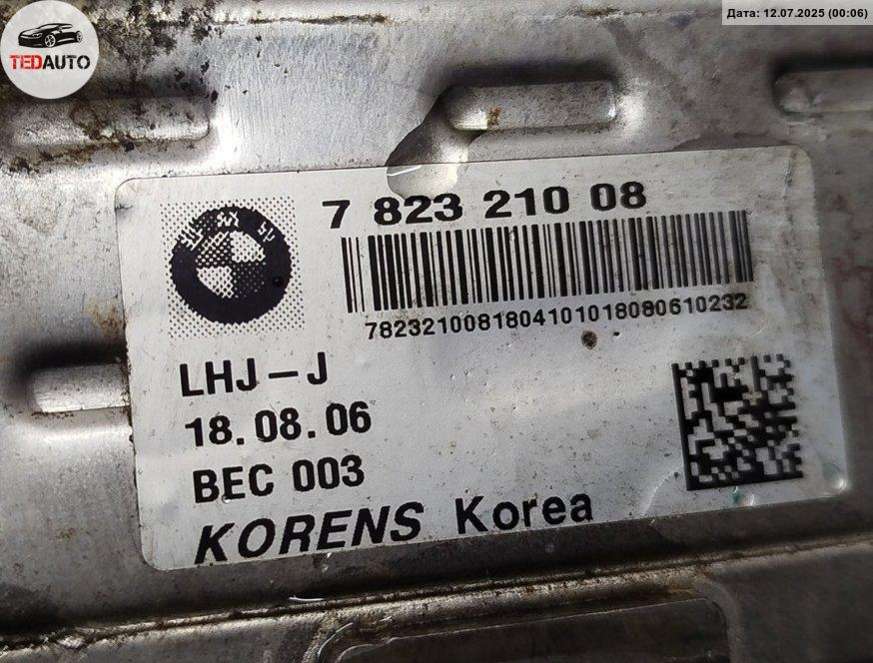 TEDAUTO
Дата: 12.07.2025 (00:06)
7 823 210 08
7823210081804101018080610232
LHJ-J
18.08.06
BEC 003
KORENS Korea